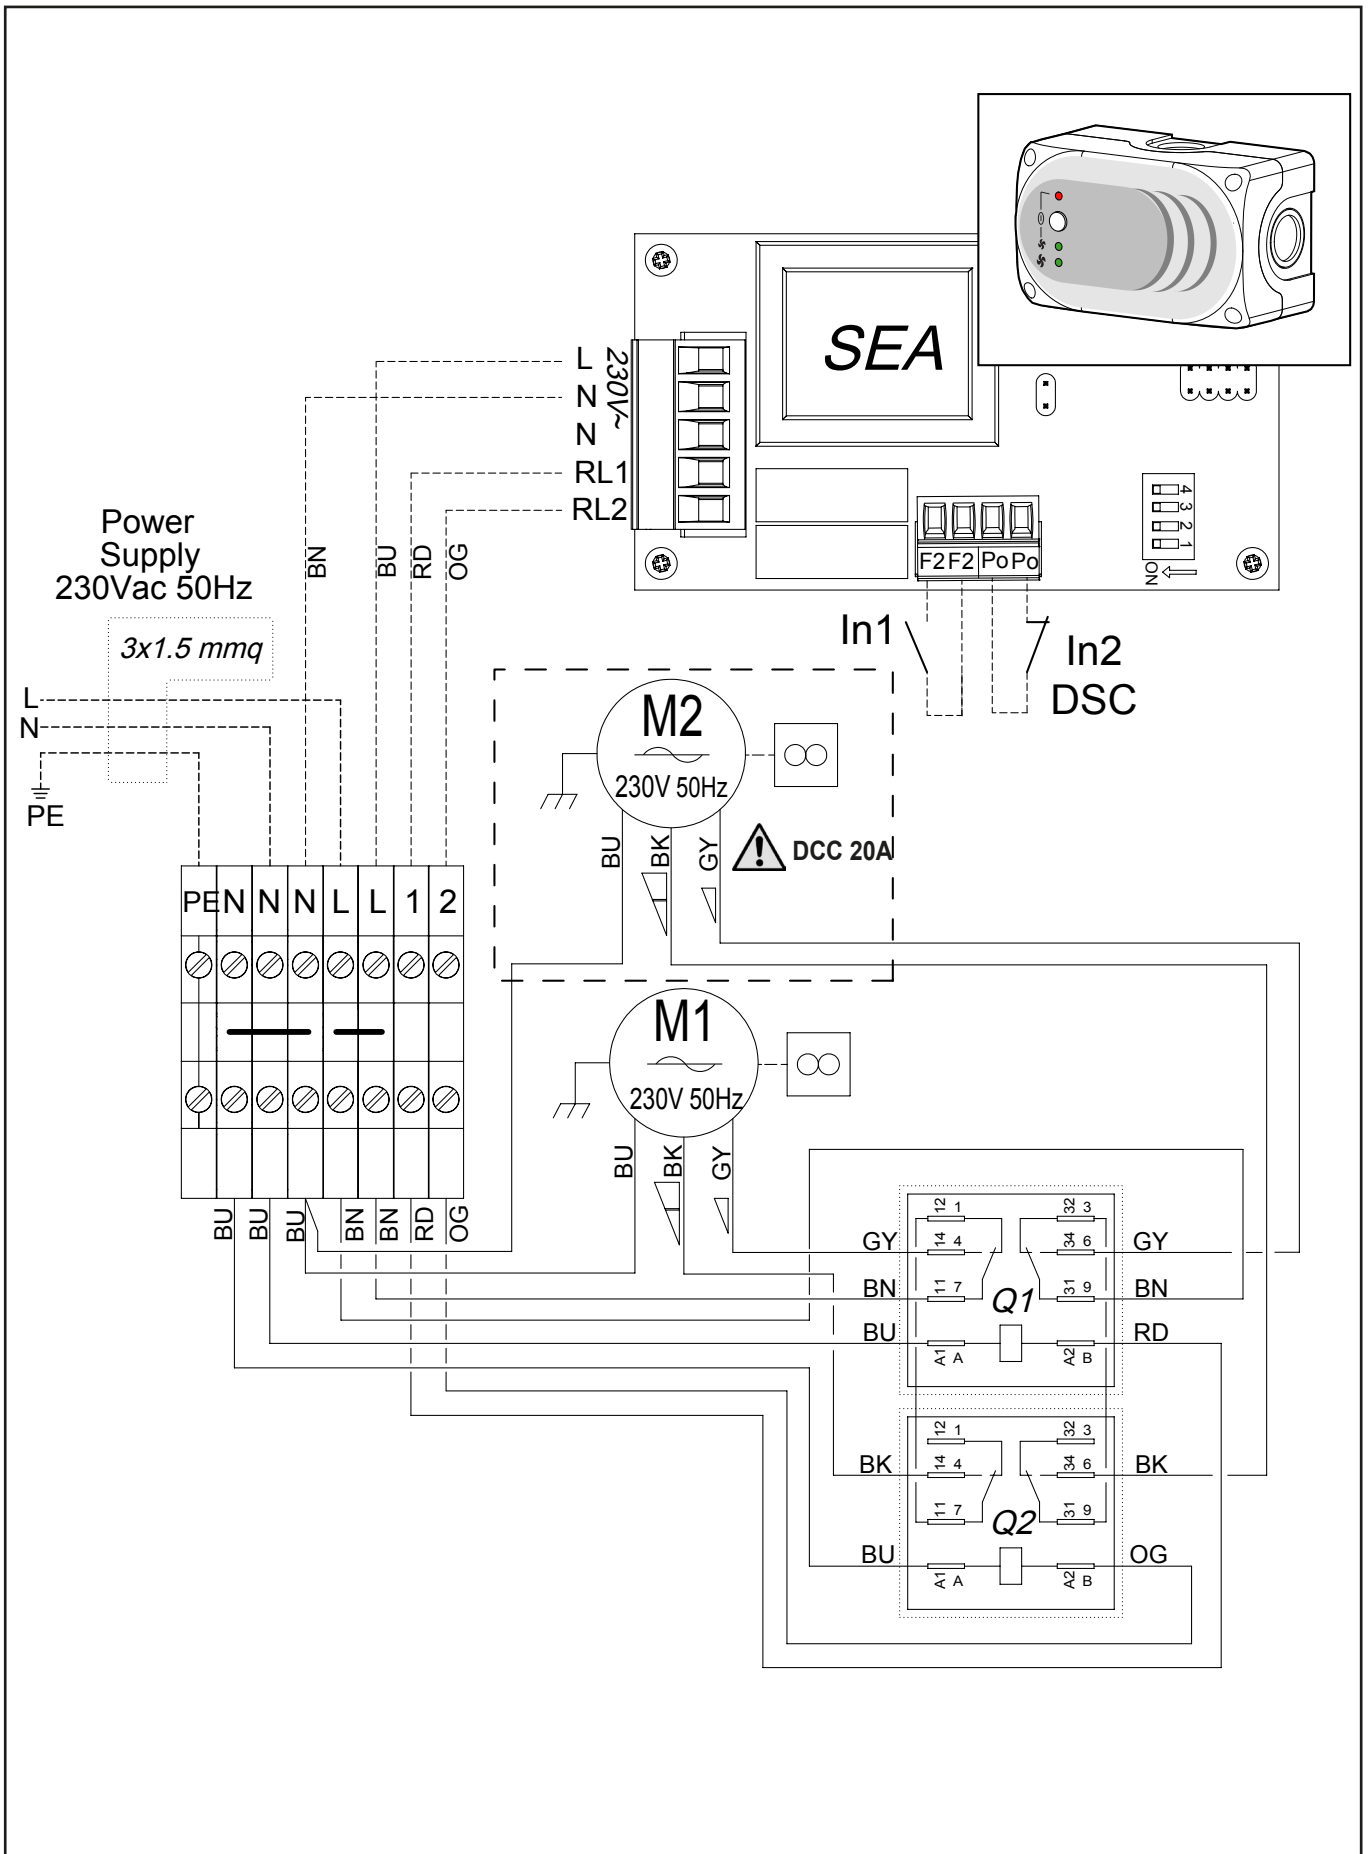 SEA
L
230V~
N
N
RL1
RL2
4
3
2
1
ON
F2 F2 Po Po
Power
Supply
230Vac 50Hz
3x1.5 mmq
BN
BU
RD
OG
In1
In2
DSC
L
N
PE
M2
230V 50Hz
BU
BK
GY
DCC 20A
PE N N N L L 1 2
M1
230V 50Hz
BU
BK
GY
BU
BU
BU
BN
BN
RD
OG
12 1
32 3
GY
14 4
34 6
GY
BN
11 7
31 9
BN
Q1
BU
A1 A
A2 B
RD
12 1
32 3
BK
14 4
34 6
BK
11 7
31 9
Q2
BU
A1 A
A2 B
OG